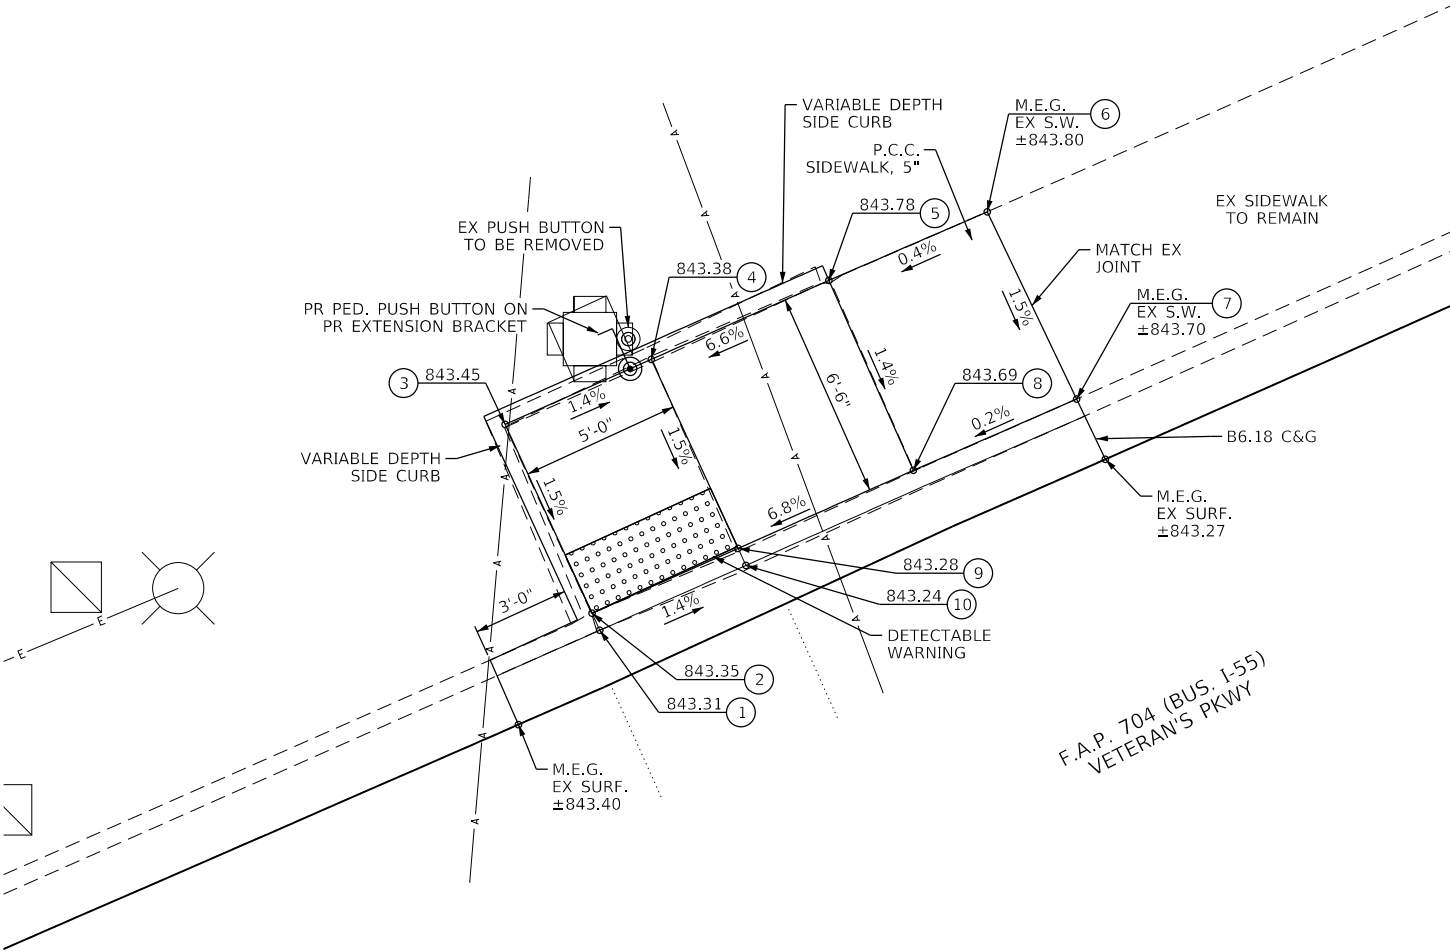 VARIABLE DEPTH
SIDE CURB
M.E.G.
EX S.W.
±843.80
6
P.C.C.
SIDEWALK, 5"
843.78
5
EX SIDEWALK
TO REMAIN
EX PUSH BUTTON
TO BE REMOVED
0.4%
MATCH EX
JOINT
843.38
4
M.E.G.
EX S.W.
±843.70
7
PR PED. PUSH BUTTON ON
PR EXTENSION BRACKET
1.5%
6.6%
3
843.45
1.4%
6'-6"
1.4%
843.69
8
5'-0"
0.2%
B6.18 C&G
VARIABLE DEPTH
SIDE CURB
1.5%
1.5%
6.8%
M.E.G.
EX SURF.
±843.27
843.28
9
3'-0"
1.4%
843.24
10
DETECTABLE
WARNING
843.35
2
843.31
1
F.A.P. 704 (BUS. I-55)
VETERAN'S PKWY
M.E.G.
EX SURF.
±843.40
E
E
A
A
A
A
A
A
A
A
A
A
A
A
A
A